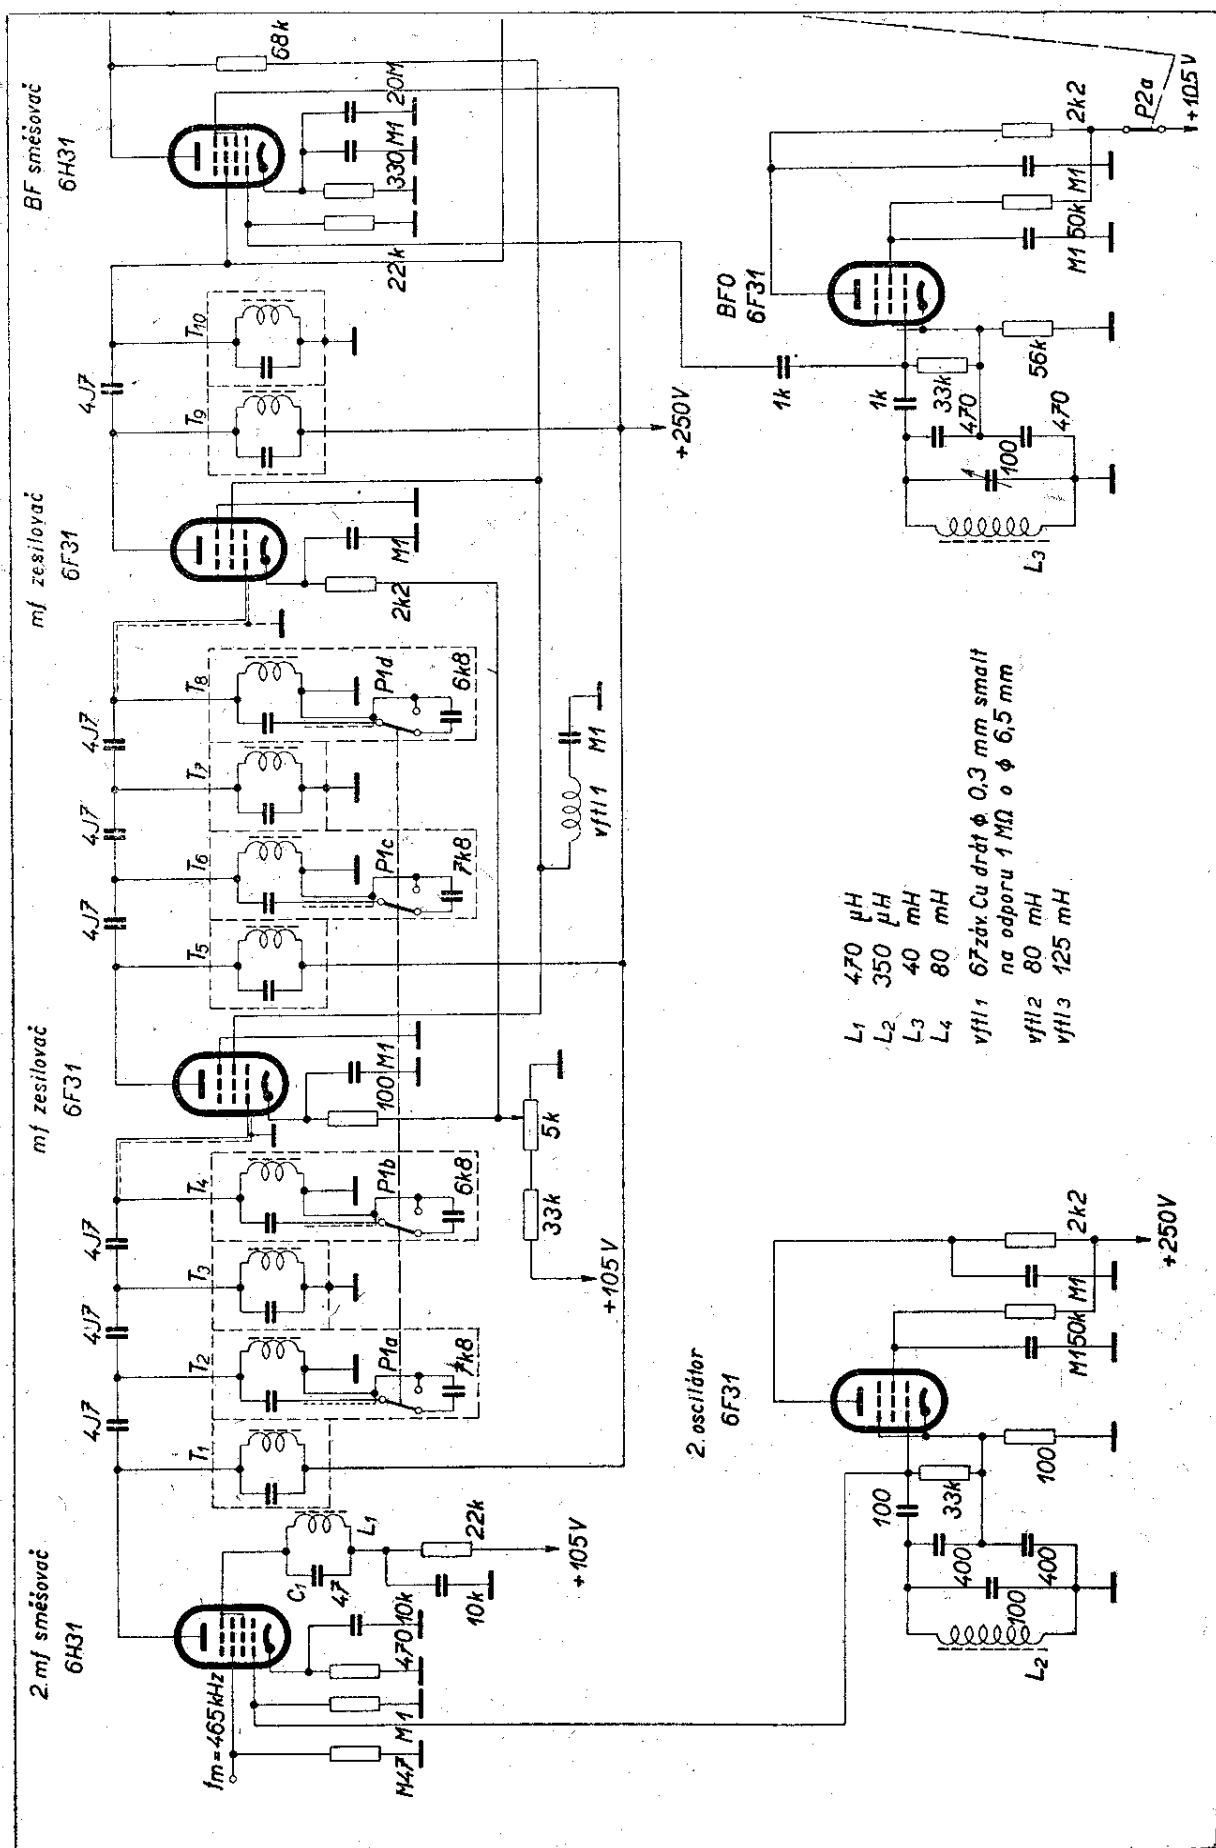 2.mf směšovač
6H31
fm=465kHz
M47
M1
470
10k
C1
47
L1
10k
22k
+105V
4J7
4J7
4J7
T1
T2
T3
T4
P1a
7k8
P1b
6k8
mf zesilovač
6F31
100
M1
5k
33k
+105V
4J7
4J7
4J7
T5
T6
T7
T8
P1c
7k8
P1d
6k8
vftl1
M1
mf zesilovač
6F31
2k2
M1
4J7
T9
T10
+250V
BF směšovač
6H31
22k
330
M1
20M
68k
2.oscilátor
6F31
100
33k
400
400
100
L2
100
M1
50k
M1
2k2
+250V
L1 470 µH
L2 350 µH
L3 40 mH
L4 80 mH
vftl1 67záv. Cu drát ϕ 0,3 mm smalt
na odporu 1 MΩ o ϕ 6,5 mm
vftl2 80 mH
vftl3 125 mH
BFO
6F31
1k
1k
33k
470
470
100
L3
56k
M1
50k
M1
2k2
P2a
+105V